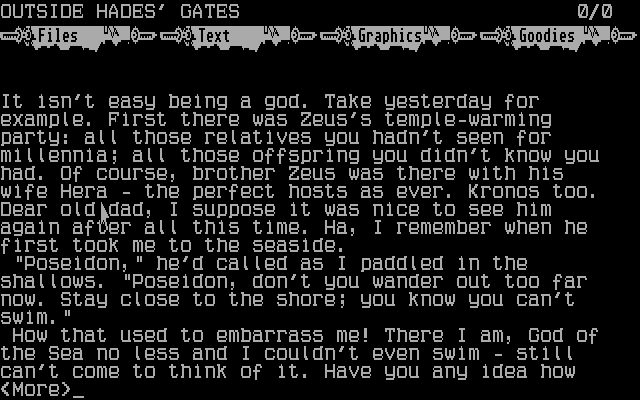 OUTSIDE HADES' GATES 0/0
Files Text Graphics Goodies
It isn't easy being a god. Take yesterday for
example. First there was Zeus's temple-warming
party: all those relatives you hadn't seen for
millennia; all those offspring you didn't know you
had. Of course, brother Zeus was there with his
wife Hera - the perfect hosts as ever. Kronos too.
Dear old dad, I suppose it was nice to see him
again after all this time. Ha, I remember when he
first took me to the seaside.
"Poseidon," he'd called as I paddled in the
shallows. "Poseidon, don't you wander out too far
now. Stay close to the shore; you know you can't
swim."
How that used to embarrass me! There I am, God of
the Sea no less and I couldn't even swim - still
can't come to think of it. Have you any idea how
<More>_